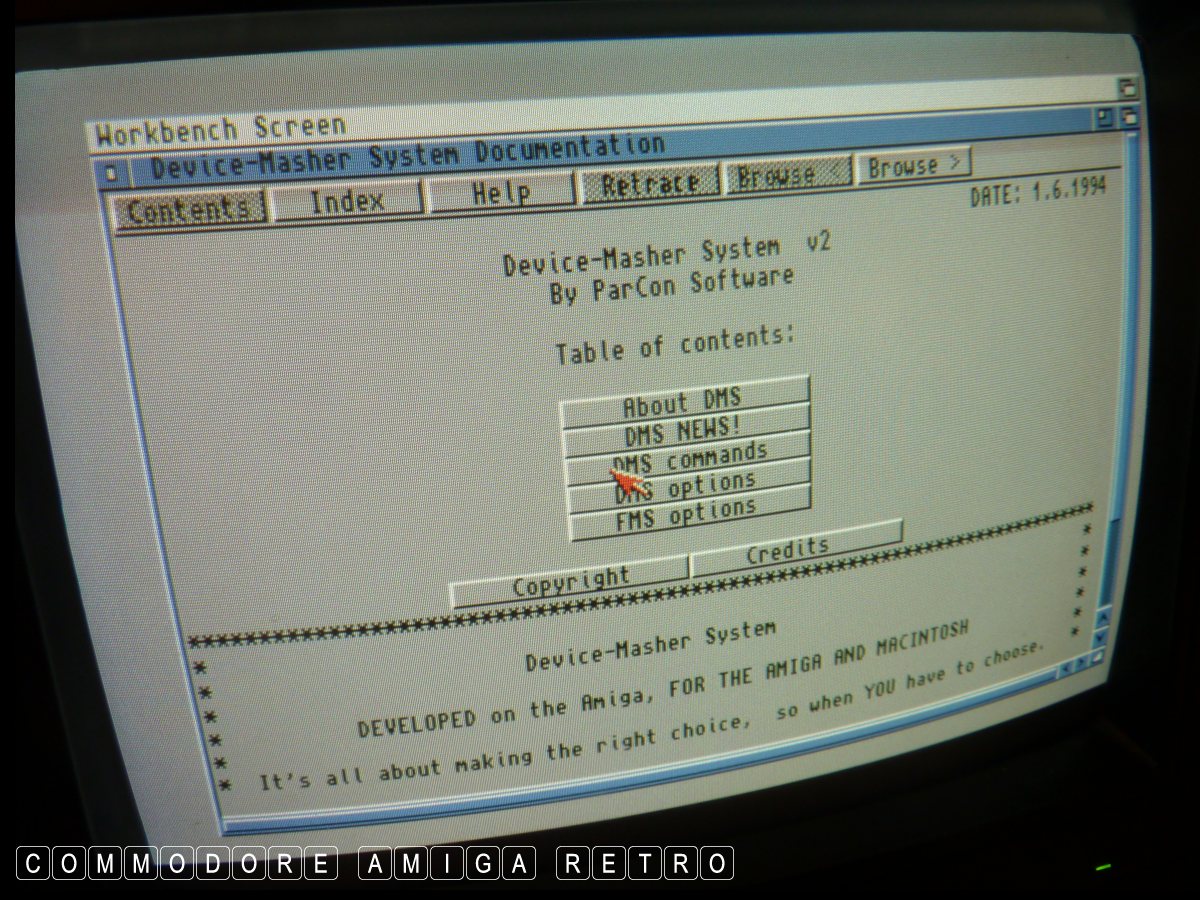 Workbench Screen
Device-Masher System Documentation
Contents Index Help Retrace Browse < Browse >
DATE: 1.6.1994
Device-Masher System v2
By ParCon Software
Table of contents:
About DMS
DMS NEWS!
DMS commands
DMS options
FMS options
Copyright Credits
***********************************************************************
* Device-Masher System *
* *
* DEVELOPED on the Amiga, FOR THE AMIGA AND MACINTOSH *
* *
* It's all about making the right choice, so when YOU have to choose. *
COMMODORE AMIGA RETRO